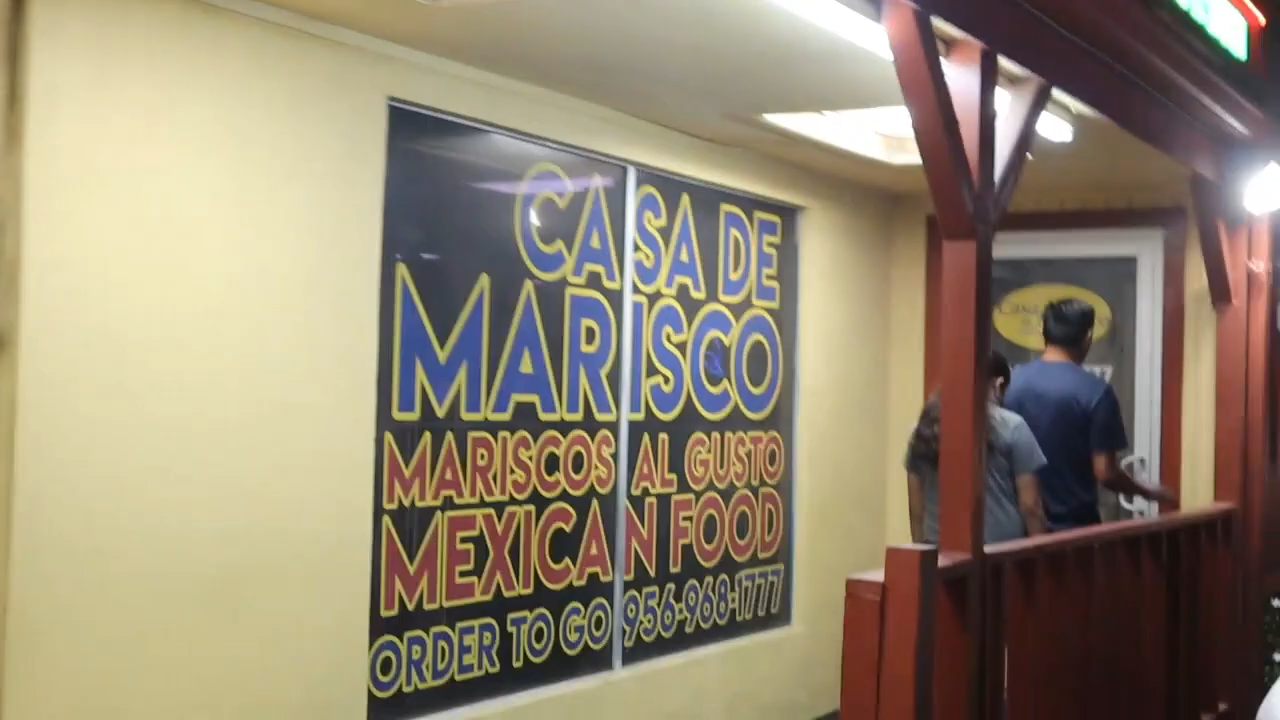 CASA DE
MARISCO
MARISCOS AL GUSTO
MEXICAN FOOD
ORDER TO GO 956-968-1777